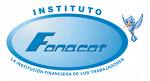 INSTITUTO
Fonacot
LA INSTITUCIÓN FINANCIERA DE LOS TRABAJADORES